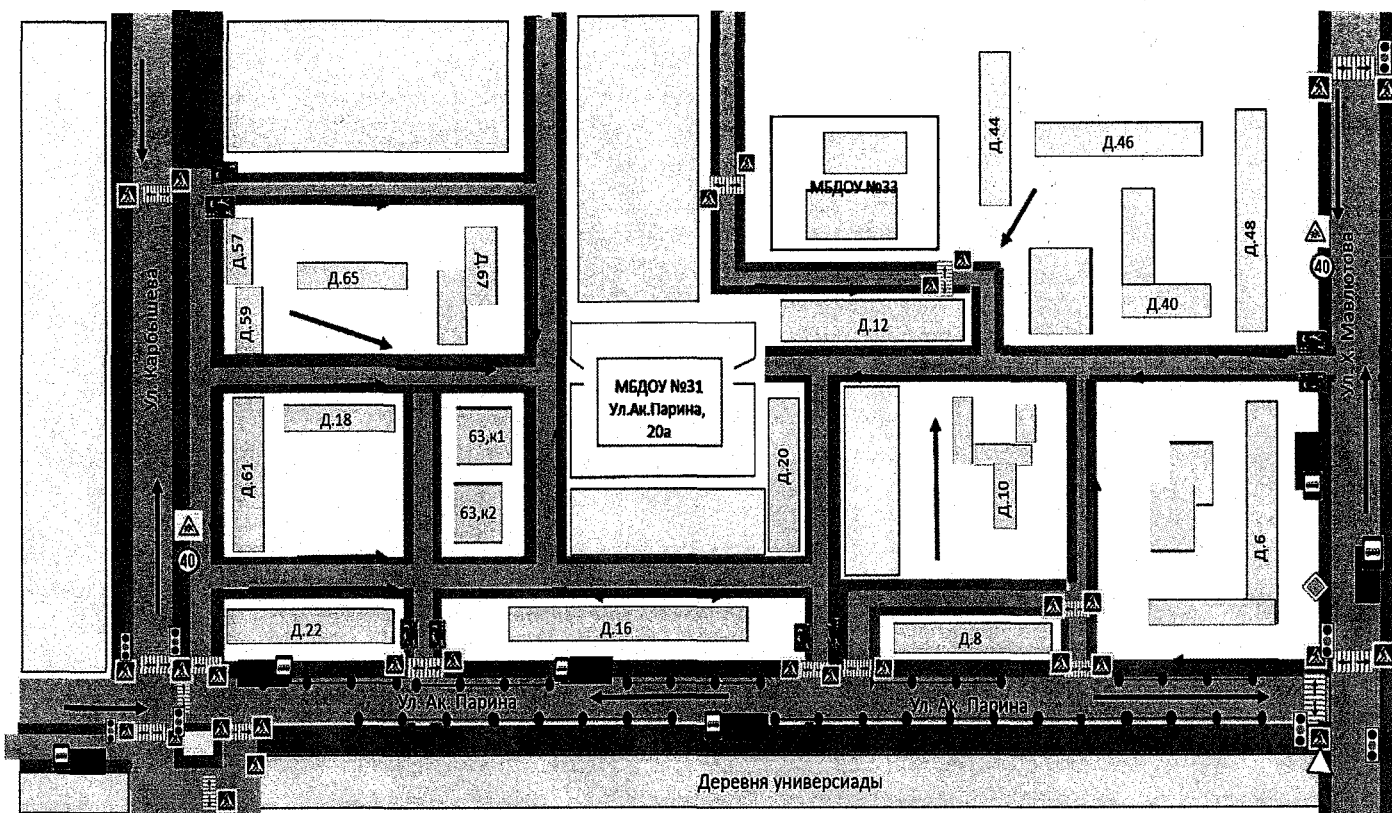 Д.44
Д.46
МБДОУ №33
Д.48
Ул. Х. Мавлютова
40
Д.57
Д.65
Д.67
Д.59
Д.12
Д.40
Ул. Карбышева
МБДОУ №31
Ул.Ак.Парина,
20а
Д.18
Д.61
63,к1
63,к2
Д.20
Д.10
Д.6
40
Д.22
Д.16
Д.8
Ул. Ак. Парина
Ул. Ак. Парина
Деревня универсиады